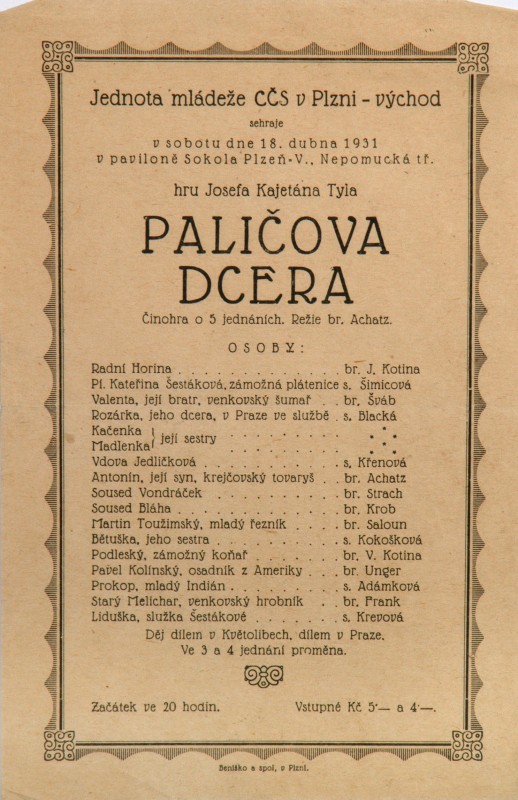 Jednota mládeže CČS v Plzni - východ
sehraje
v sobotu dne 18. dubna 1931
v paviloně Sokola Plzeň-V., Nepomucká tř.
hru Josefa Kajetána Tyla
PALIČOVA
DCERA
Činohra o 5 jednáních. Režie br. Achatz.
OSOBY:
Radní Horina . . . . . . . . . . . . . br. J. Kotina
Pí. Kateřina Šestáková, zámožná plátenice s. Šimicová
Valenta, její bratr, venkovský šumař . . br. Šváb
Rozárka, jeho dcera, v Praze ve službě . s. Blacká
Kačenka
její sestry . . . . . . . .
Madlenka
Vdova Jedličková . . . . . . . . . . s. Křenová
Antonín, její syn, krejčovský tovaryš . . br. Achatz
Soused Vondráček . . . . . . . . . br. Strach
Soused Bláha . . . . . . . . . . . br. Krob
Martin Toužimský, mladý řezník . . . . br. Saloun
Bětuška, jeho sestra . . . . . . . . . s. Kokošková
Podleský, zámožný koňař . . . . . . br. V. Kotina
Pavel Kolínský, osadník z Ameriky . . . br. Unger
Prokop, mladý Indián . . . . . . . . s. Adámková
Starý Melichar, venkovský hrobník . . br. Frank
Liduška, služka Šestákové . . . . . . s. Krevová
Děj dílem v Květolibech, dílem v Praze.
Ve 3 a 4 jednání proměna.
Začátek ve 20 hodin. Vstupné Kč 5·— a 4·—.
Beniško a spol, v Plzni.